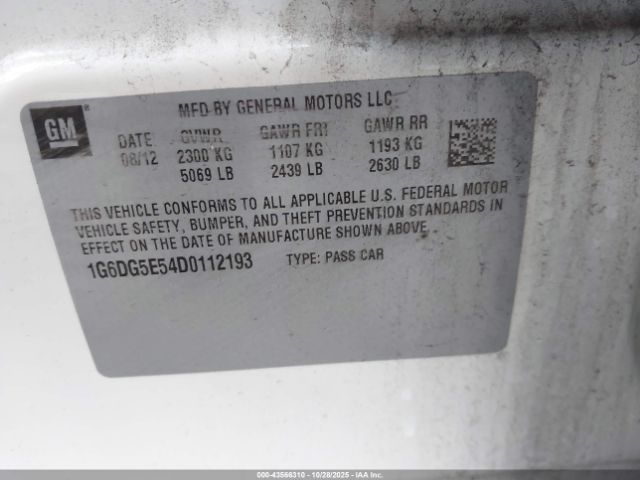 GM®
MFD BY GENERAL MOTORS LLC
DATE GVWR GAWR FRT GAWR RR
08/12 2300 KG 1107 KG 1193 KG
5069 LB 2439 LB 2630 LB
THIS VEHICLE CONFORMS TO ALL APPLICABLE U.S. FEDERAL MOTOR
VEHICLE SAFETY, BUMPER, AND THEFT PREVENTION STANDARDS IN
EFFECT ON THE DATE OF MANUFACTURE SHOWN ABOVE.
1G6DG5E54D0112193 TYPE: PASS CAR
000-43566310 - 10/28/2025 - COPYRIGHT IAA, LLC